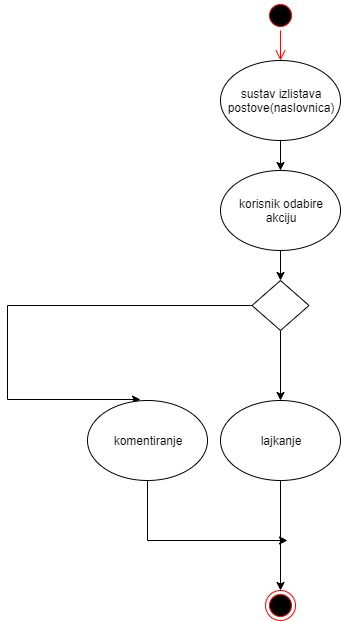 sustav izlistava
postove(naslovnica)
korisnik odabire
akciju
komentiranje
lajkanje